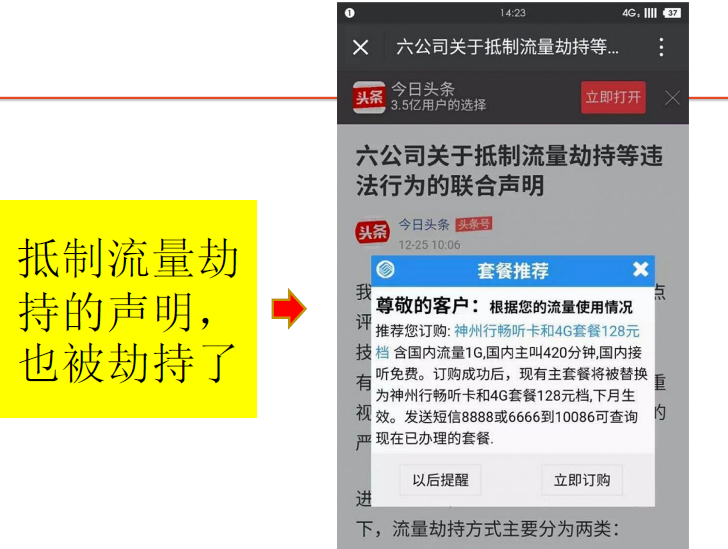 抵制流量劫
持的声明，
也被劫持了
14:23
4G
37
六公司关于抵制流量劫持等...
头条
今日头条
3.5亿用户的选择
立即打开
六公司关于抵制流量劫持等违
法行为的联合声明
头条
今日头条 头条号
12-25 10:06
我
点
评
技
有
重
视
的
严
套餐推荐
尊敬的客户：根据您的流量使用情况
推荐您订购: 神州行畅听卡和4G套餐128元
档 含国内流量1G,国内主叫420分钟,国内接
听免费。订购成功后，现有主套餐将被替换
为神州行畅听卡和4G套餐128元档,下月生
效。发送短信8888或6666到10086可查询
现在已办理的套餐.
以后提醒
立即订购
进
下，流量劫持方式主要分为两类：